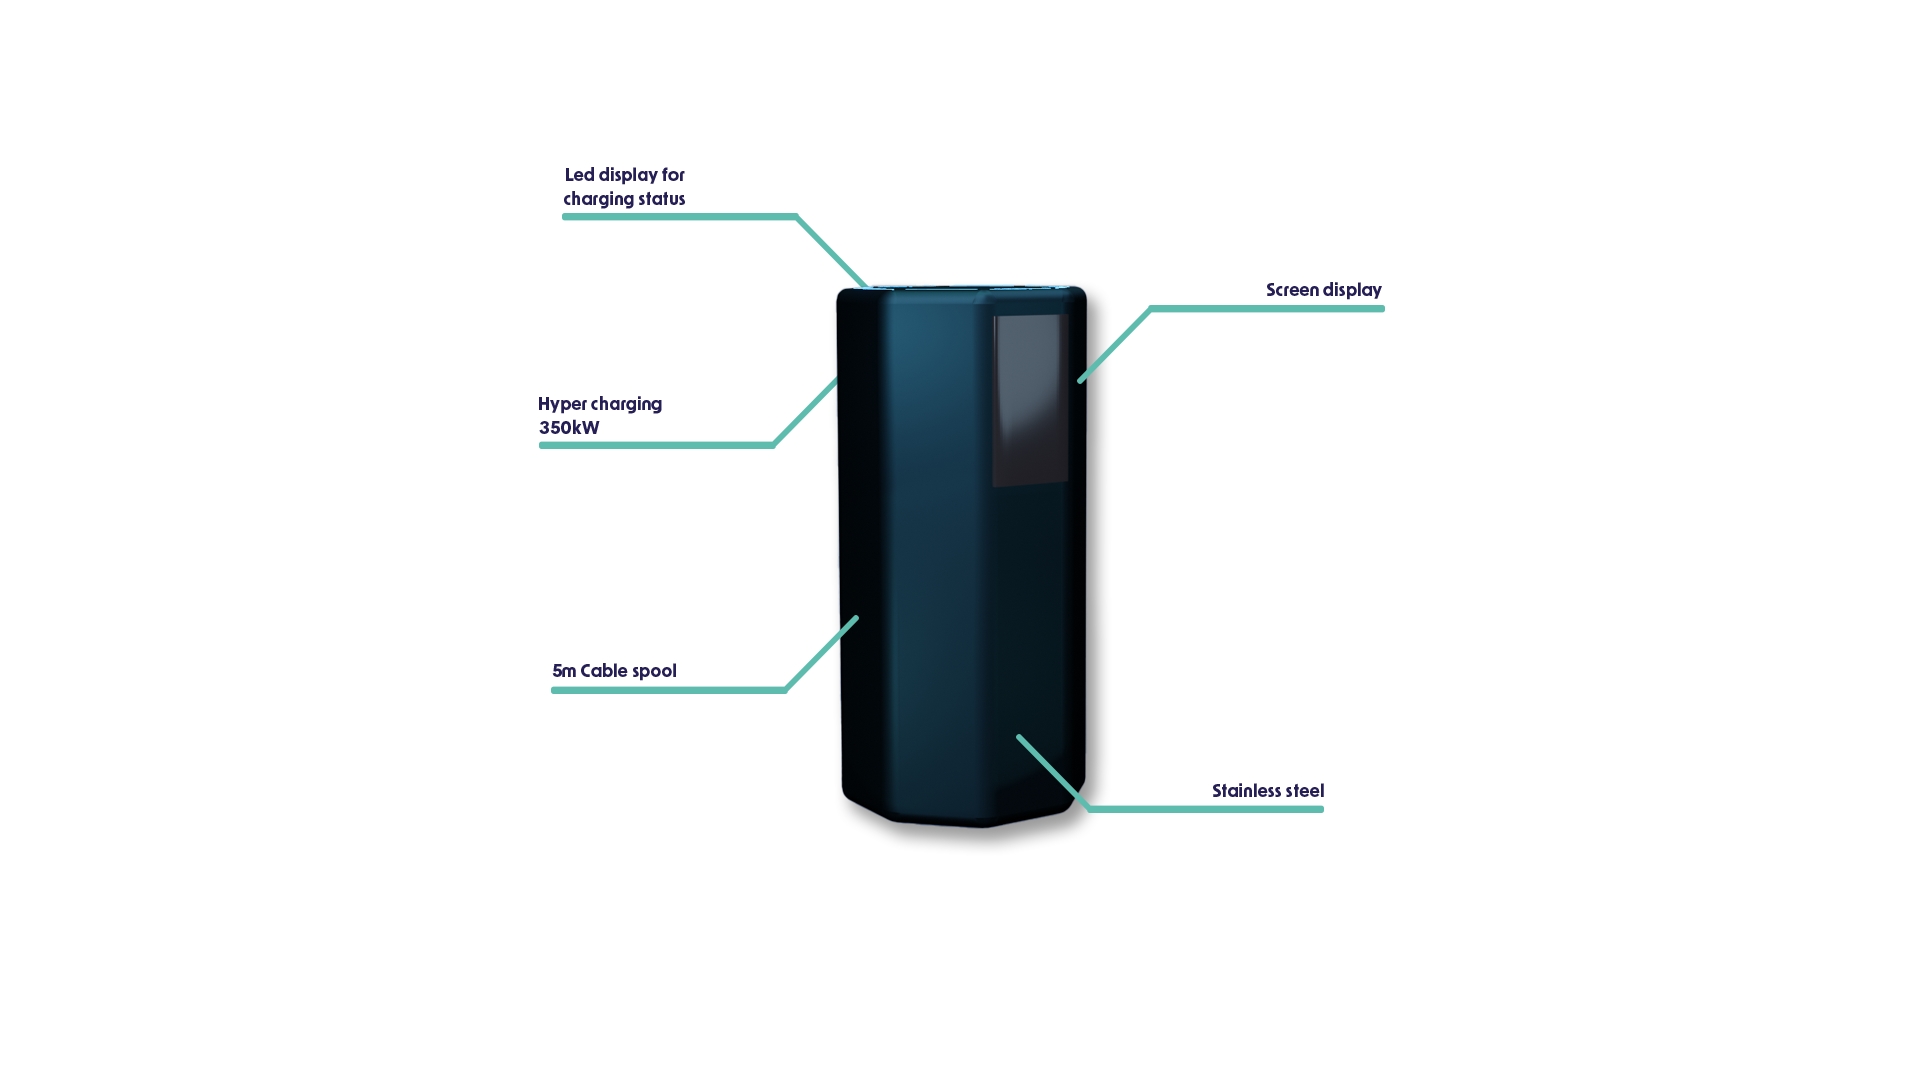 Led display for
charging status
Screen display
Hyper charging
350kW
5m Cable spool
Stainless steel